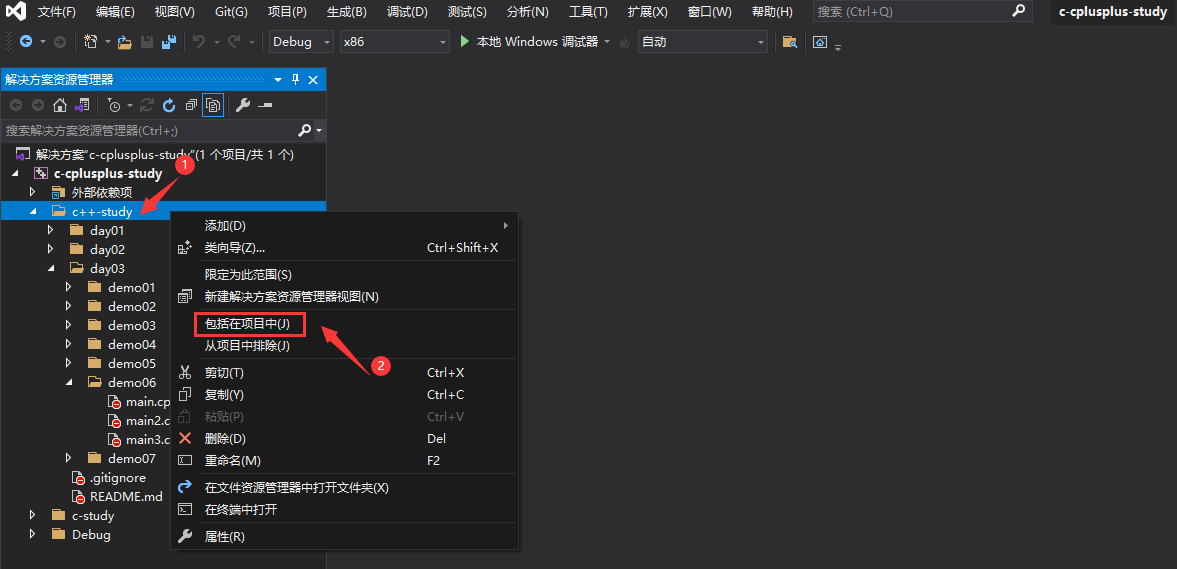 文件(F) 编辑(E) 视图(V) Git(G) 项目(P) 生成(B) 调试(D) 测试(S) 分析(N) 工具(T) 扩展(X) 窗口(W) 帮助(H) 搜索 (Ctrl+Q) c-cplusplus-study
Debug x86 本地 Windows 调试器 自动
解决方案资源管理器
搜索解决方案资源管理器(Ctrl+;)
解决方案"c-cplusplus-study"(1 个项目/共 1 个)
1
c-cplusplus-study
外部依赖项
c++-study
day01
day02
day03
demo01
demo02
demo03
demo04
demo05
demo06
main.cp
main2.c
main3.c
demo07
.gitignore
README.md
c-study
Debug
添加(D)
类向导(Z)... Ctrl+Shift+X
限定为此范围(S)
新建解决方案资源管理器视图(N)
包括在项目中(J)
从项目中排除(J)
2
剪切(T) Ctrl+X
复制(Y) Ctrl+C
粘贴(P) Ctrl+V
删除(D) Del
重命名(M) F2
在文件资源管理器中打开文件夹(X)
在终端中打开
属性(R)